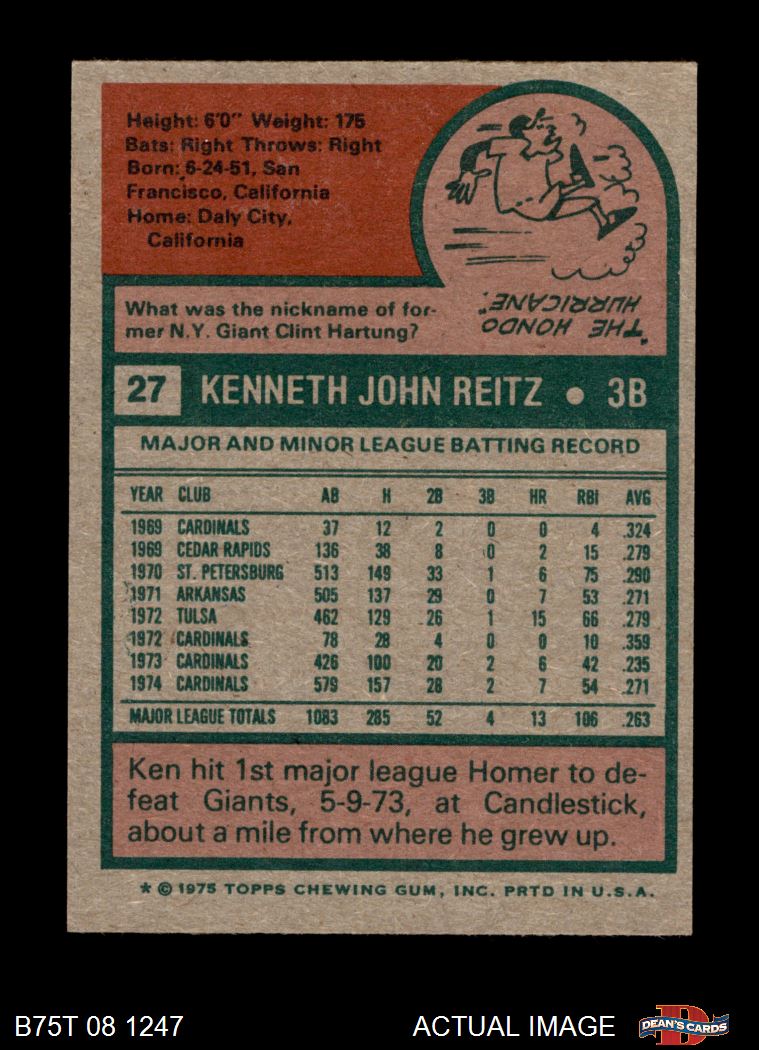 Height: 6'0" Weight: 175
Bats: Right Throws: Right
Born: 6-24-51, San
Francisco, California
Home: Daly City,
California
What was the nickname of for-
mer N.Y. Giant Clint Hartung?
"THE HONDO
HURRICANE".
27 KENNETH JOHN REITZ • 3B
MAJOR AND MINOR LEAGUE BATTING RECORD
YEAR CLUB AB H 2B 3B HR RBI AVG
1969 CARDINALS 37 12 2 0 0 4 .324
1969 CEDAR RAPIDS 136 38 8 0 2 15 .279
1970 ST. PETERSBURG 513 149 33 1 6 75 .290
1971 ARKANSAS 505 137 29 0 7 53 .271
1972 TULSA 462 129 26 1 15 66 .279
1972 CARDINALS 78 28 4 0 0 10 .359
1973 CARDINALS 426 100 20 2 6 42 .235
1974 CARDINALS 579 157 28 2 7 54 .271
MAJOR LEAGUE TOTALS 1083 285 52 4 13 106 .263
Ken hit 1st major league Homer to de-
feat Giants, 5-9-73, at Candlestick,
about a mile from where he grew up.
* © 1975 TOPPS CHEWING GUM, INC. PRTD IN U.S.A.
B75T 08 1247 ACTUAL IMAGE DEAN'S CARDS